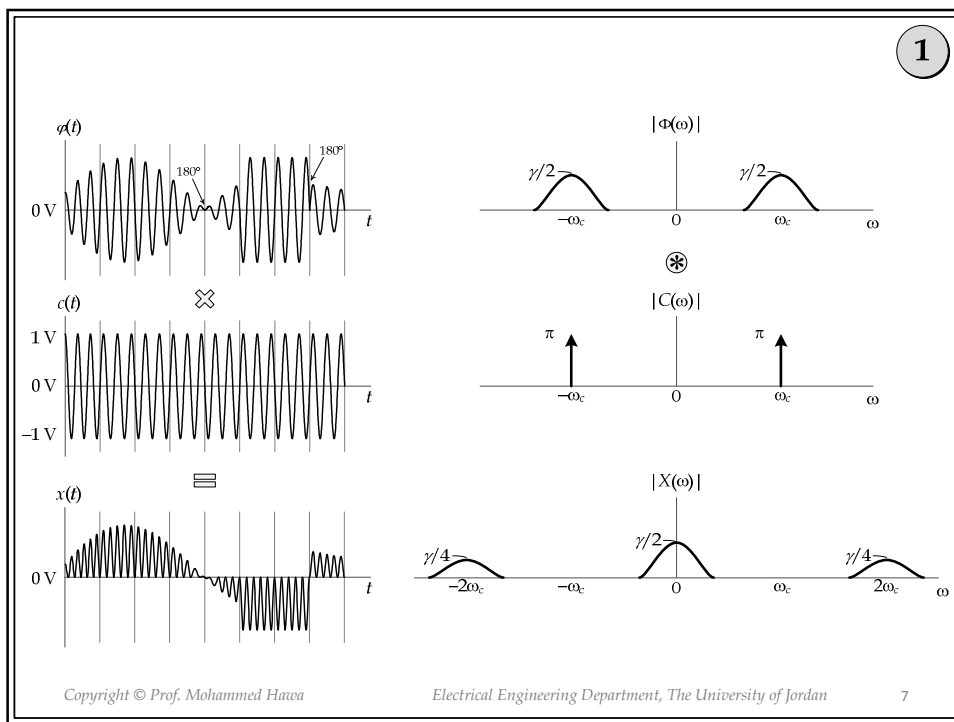 1
φ(t)
180°
180°
0 V
t
|Φ(ω)|
γ/2
γ/2
−ωc
0
ωc
ω
c(t)
1 V
0 V
−1 V
t
|C(ω)|
π
π
−ωc
0
ωc
ω
x(t)
0 V
t
|X(ω)|
γ/4
γ/2
γ/4
−2ωc
−ωc
0
ωc
2ωc
ω
Copyright © Prof. Mohammed Hawa
Electrical Engineering Department, The University of Jordan
7